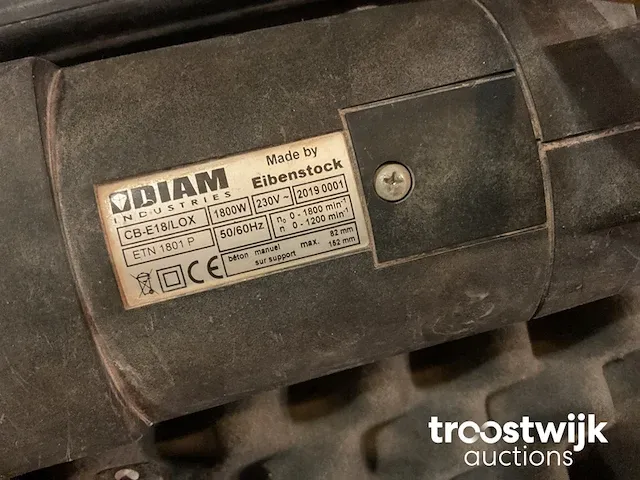 DIAM
INDUSTRIES
Made by
Eibenstock
CB-E18/LOX
1800W
230V ~
2019 0001
ETN 1801 P
50/60Hz
n₀ 0-1800 min⁻¹
n 0-1200 min⁻¹
CE
béton manuel max. 82 mm
sur support 152 mm
troostwijk
auctions